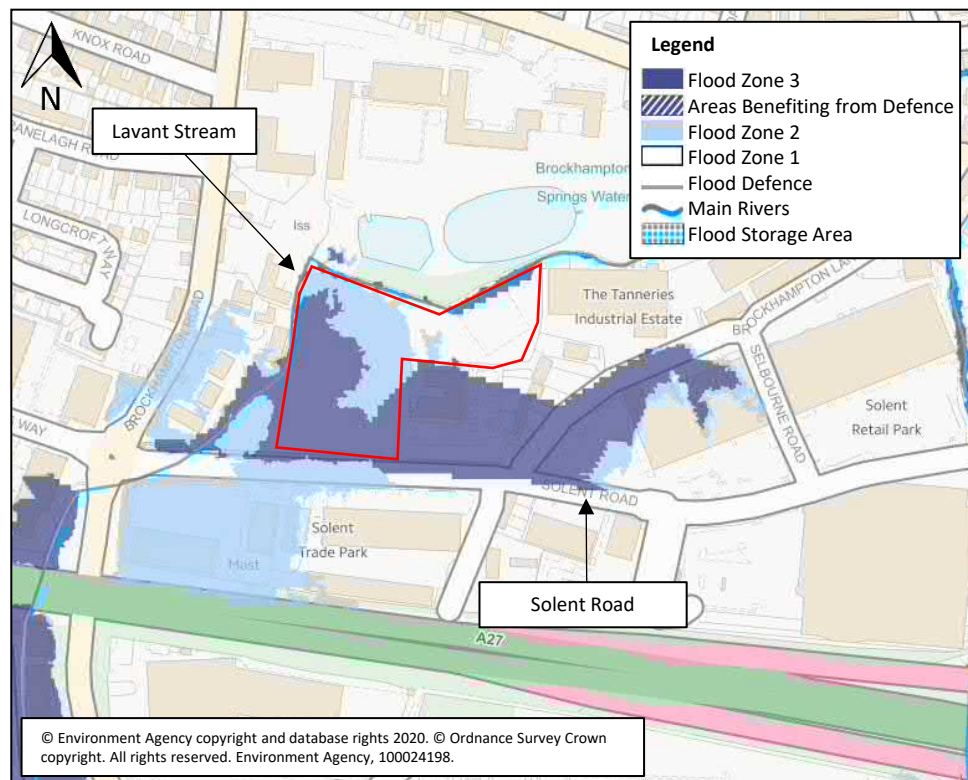 KNOX ROAD
N
Lavant Stream
RANELAGH ROAD
LONGCROFT WAY
Iss
Brockhampton
Springs Water
Legend
Flood Zone 3
Areas Benefiting from Defence
Flood Zone 2
Flood Zone 1
Flood Defence
Main Rivers
Flood Storage Area
BROCKHAMPTON ROAD
The Tanneries
Industrial Estate
BROCKHAMPTON LANE
SELBOURNE ROAD
Solent
Retail Park
WAY
SOLENT ROAD
Solent
Trade Park
Mast
Solent Road
A27
© Environment Agency copyright and database rights 2020. © Ordnance Survey Crown
copyright. All rights reserved. Environment Agency, 100024198.